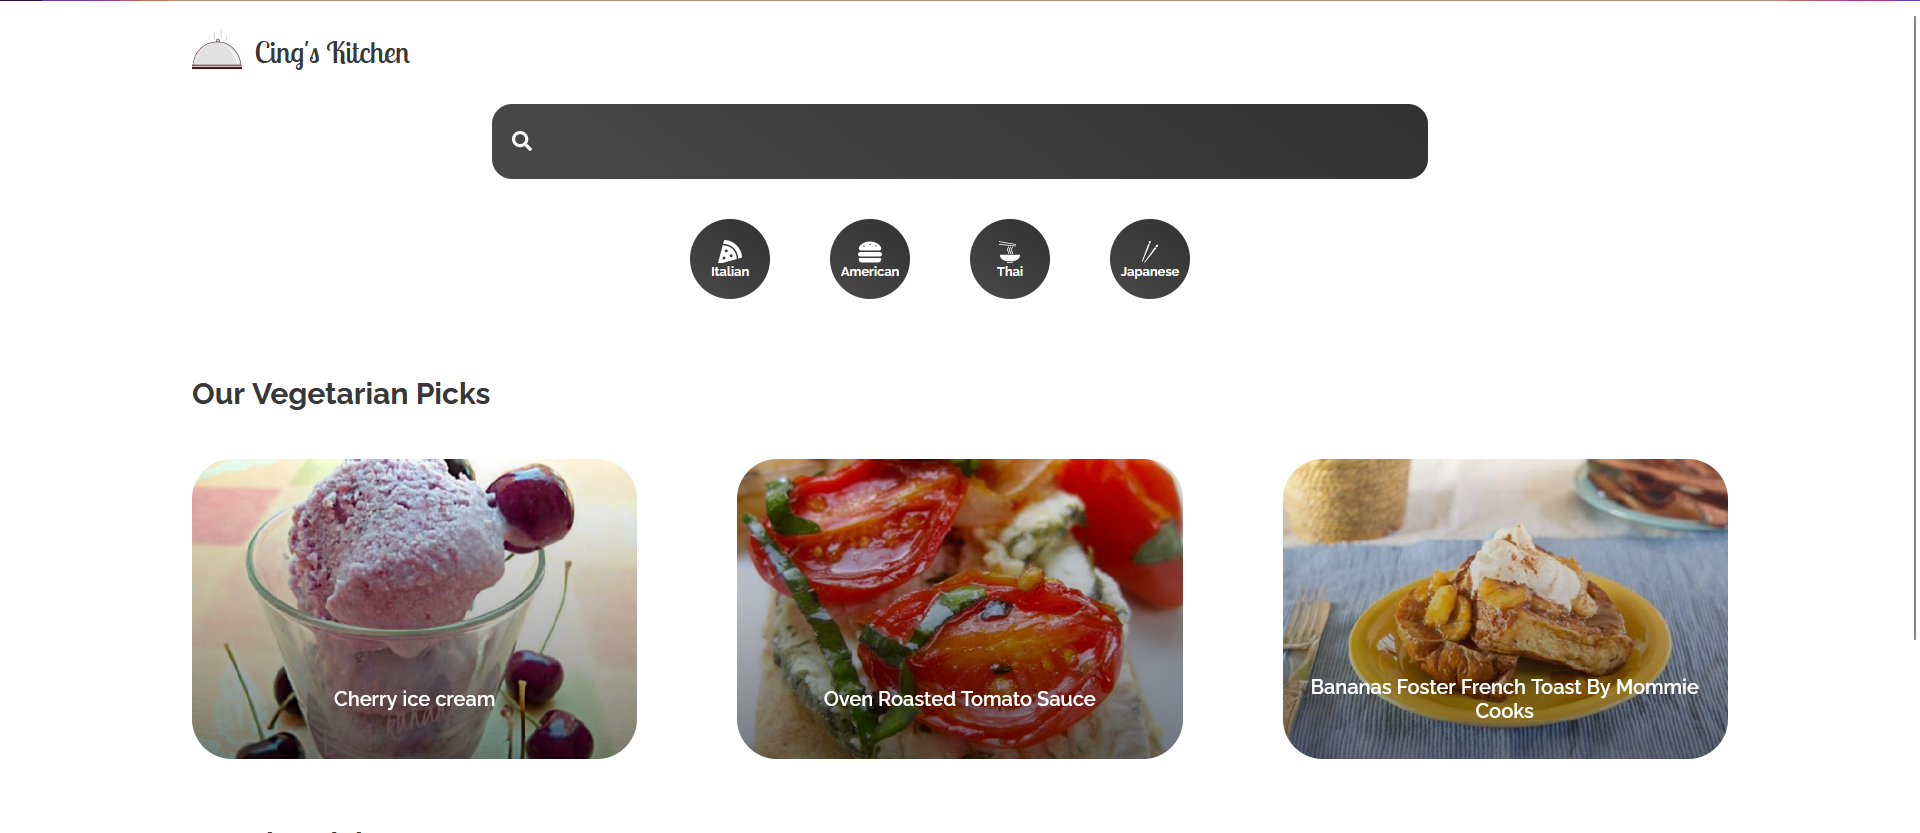 Cing's Kitchen
Italian
American
Thai
Japanese
Our Vegetarian Picks
Cherry ice cream
Oven Roasted Tomato Sauce
Bananas Foster French Toast By Mommie
Cooks